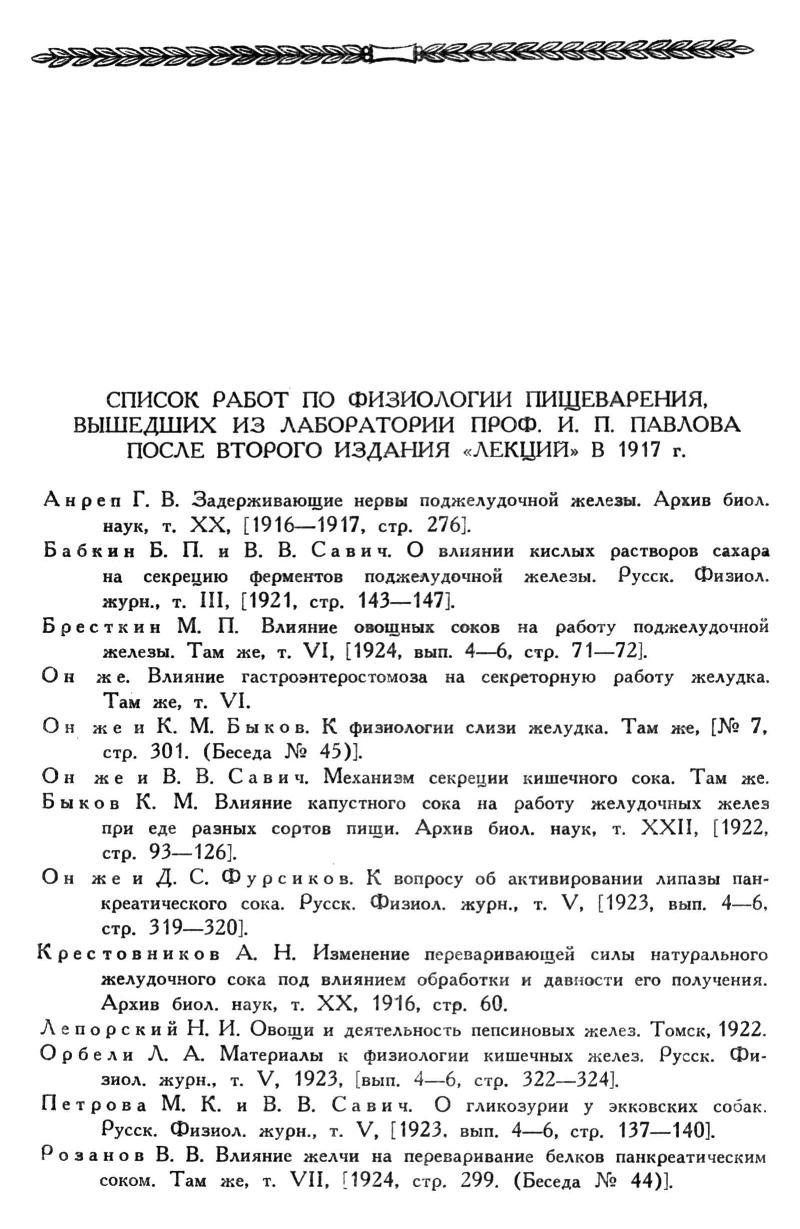 СПИСОК РАБОТ ПО ФИЗИОЛОГИИ ПИЩЕВАРЕНИЯ,
ВЫШЕДШИХ ИЗ ЛАБОРАТОРИИ ПРОФ. И. П. ПАВЛОВА
ПОСЛЕ ВТОРОГО ИЗДАНИЯ «ЛЕКЦИЙ» В 1917 г.
Анреп Г. В. Задерживающие нервы поджелудочной железы. Архив биол.
наук, т. XX, [1916—1917, стр. 276].
Бабкин Б. П. и В. В. Савич. О влиянии кислых растворов сахара
на секрецию ферментов поджелудочной железы. Русск. Физиол.
журн., т. III, [1921, стр. 143—147].
Бресткин М. П. Влияние овощных соков на работу поджелудочной
железы. Там же, т. VI, [1924, вып. 4—6, стр. 71—72].
Он же. Влияние гастроэнтеростомоза на секреторную работу желудка.
Там же, т. VI.
Он же и К. М. Быков. К физиологии слизи желудка. Там же, [№ 7,
стр. 301. (Беседа № 45)].
Он же и В. В. Савич. Механизм секреции кишечного сока. Там же.
Быков К. М. Влияние капустного сока на работу желудочных желез
при еде разных сортов пищи. Архив биол. наук, т. XXII, [1922,
стр. 93—126].
Он же и Д. С. Фурсиков. К вопросу об активировании липазы пан-
креатического сока. Русск. Физиол. журн., т. V, [1923, вып. 4—6,
стр. 319—320].
Крестовников А. Н. Изменение переваривающей силы натурального
желудочного сока под влиянием обработки и давности его получения.
Архив биол. наук, т. XX, 1916, стр. 60.
Лепорский Н. И. Овощи и деятельность пепсиновых желез. Томск, 1922.
Орбели Л. А. Материалы к физиологии кишечных желез. Русск. Фи-
зиол. журн., т. V, 1923, [вып. 4—6, стр. 322—324].
Петрова М. К. и В. В. Савич. О гликозурии у экковских собак.
Русск. Физиол. журн., т. V, [1923. вып. 4—6, стр. 137—140].
Розанов В. В. Влияние желчи на переваривание белков панкреатическим
соком. Там же, т. VII, [1924, стр. 299. (Беседа № 44)].